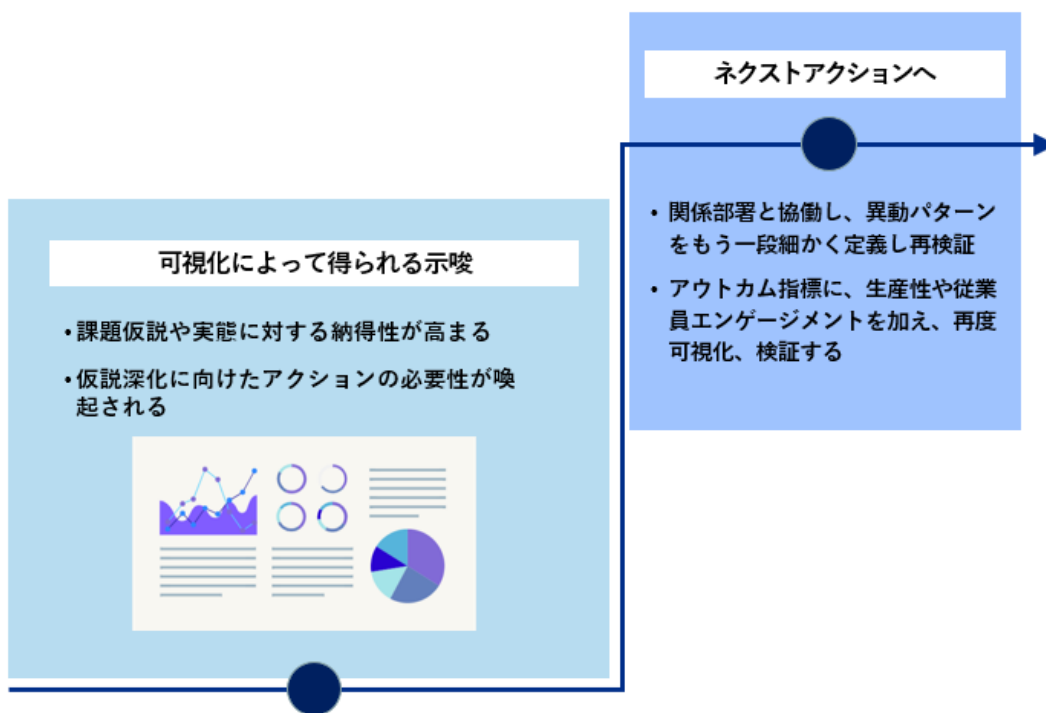 可視化によって得られる示唆
・課題仮説や実態に対する納得性が高まる
・仮説深化に向けたアクションの必要性が喚
起される
ネクストアクションへ
• 関係部署と協働し、異動パターン
をもう一段細かく定義し再検証
• アウトカム指標に、生産性や従業
員エンゲージメントを加え、再度
可視化、検証する